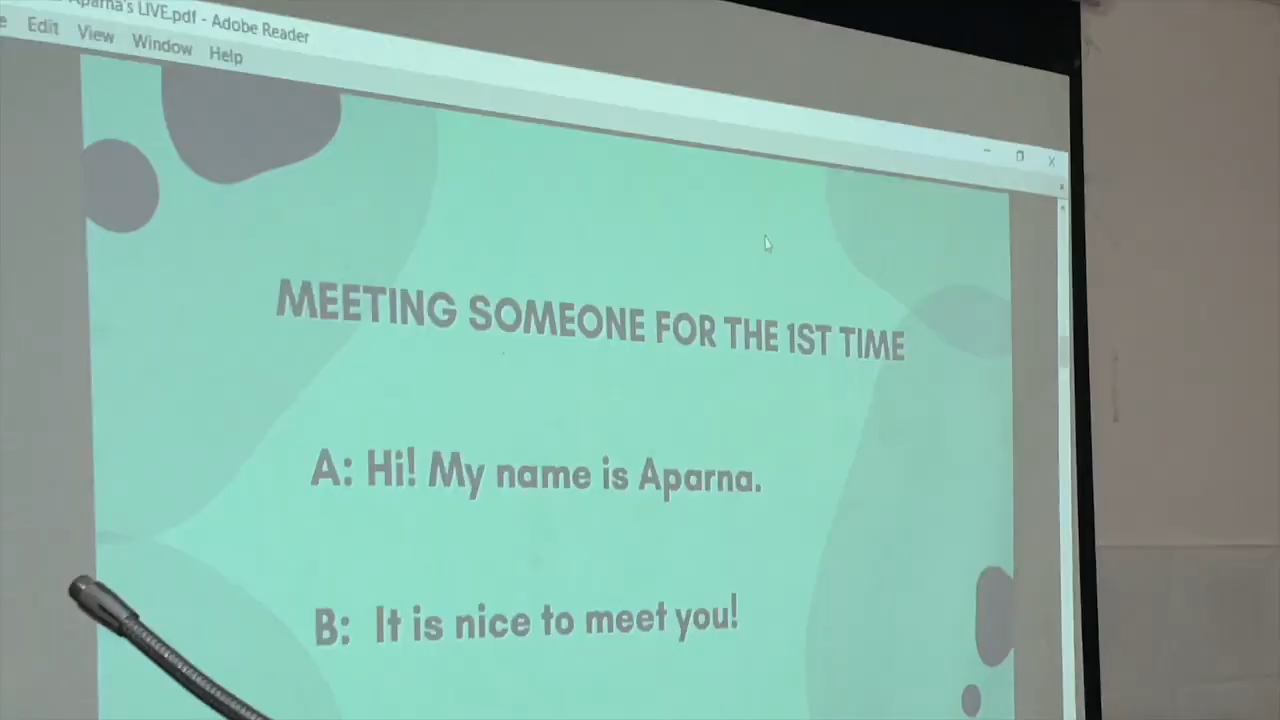 Aparna's LIVE.pdf - Adobe Reader
Edit View Window Help
MEETING SOMEONE FOR THE 1ST TIME
A: Hi! My name is Aparna.
B: It is nice to meet you!